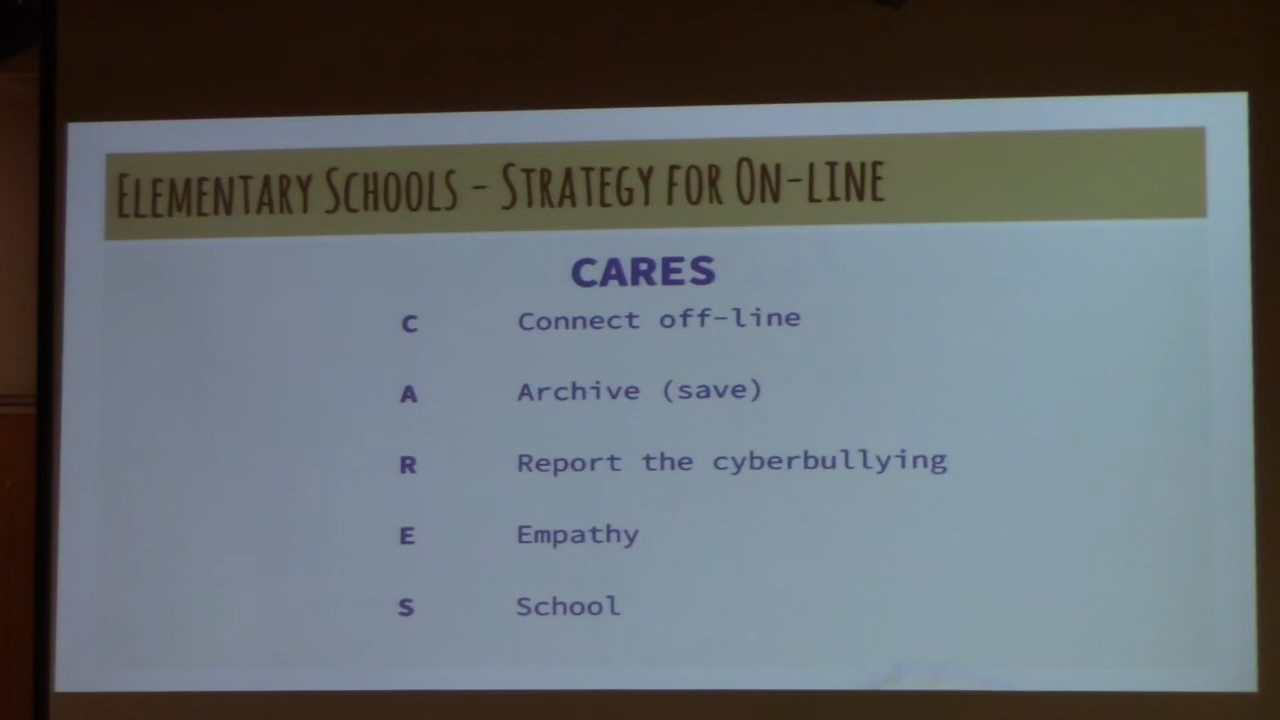 ELEMENTARY SCHOOLS - STRATEGY FOR ON-LINE
CARES
C Connect off-line
A Archive (save)
R Report the cyberbullying
E Empathy
S School